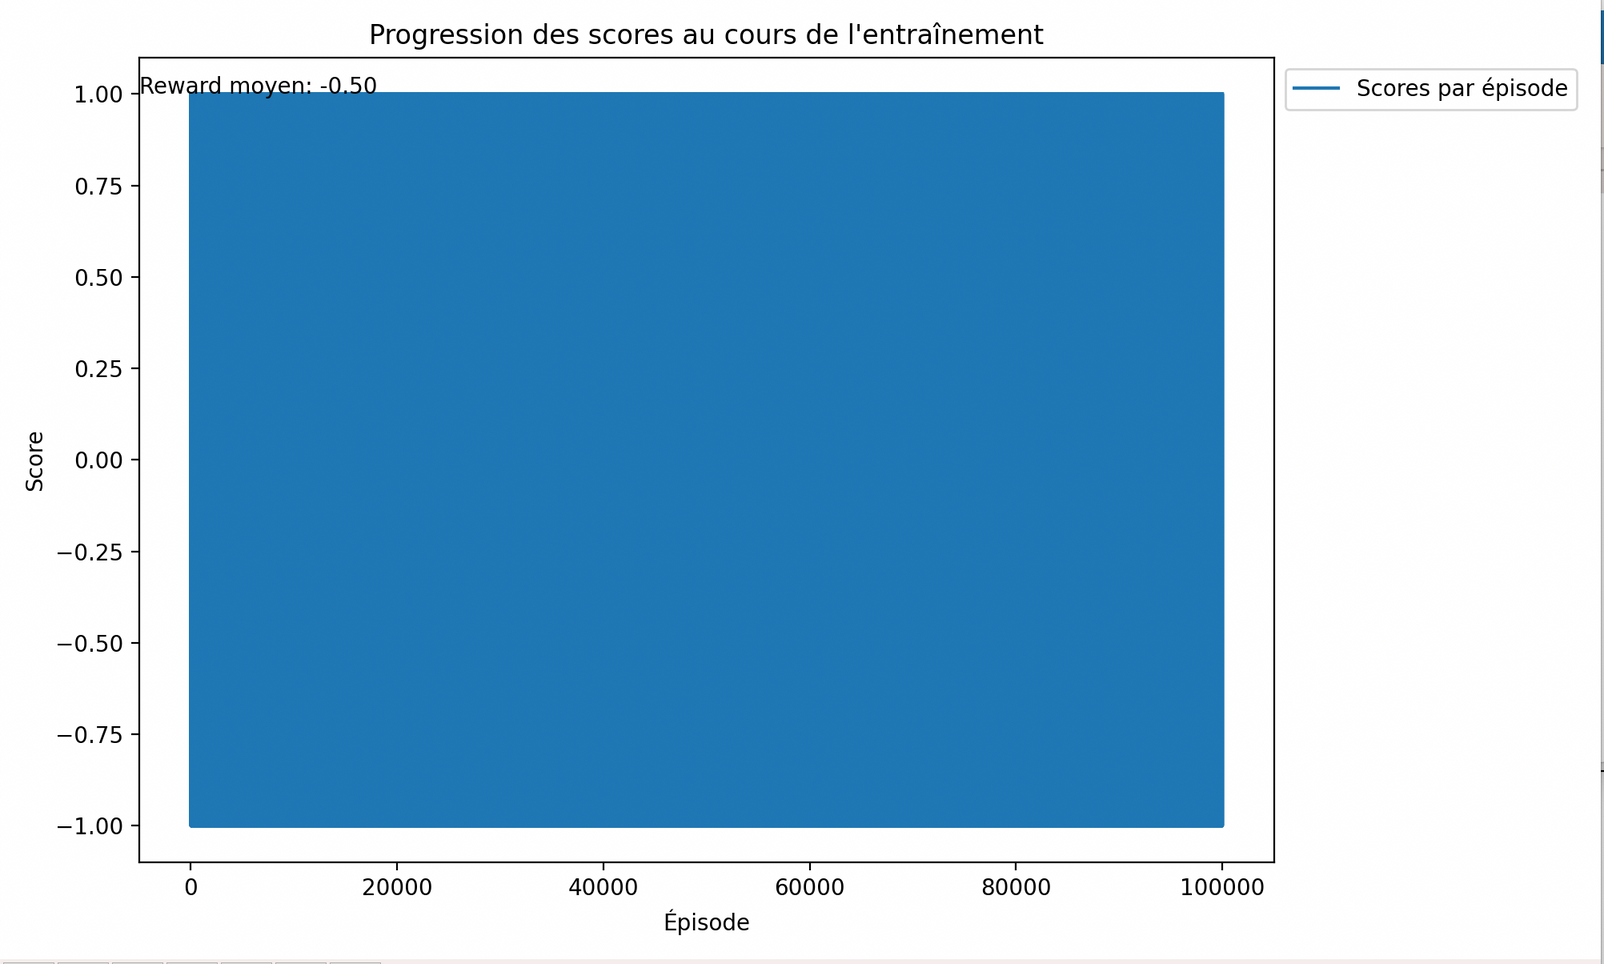 Progression des scores au cours de l'entraînement
Reward moyen: -0.50
Scores par épisode
1.00
0.75
0.50
0.25
0.00
−0.25
−0.50
−0.75
−1.00
Score
0 20000 40000 60000 80000 100000
Épisode